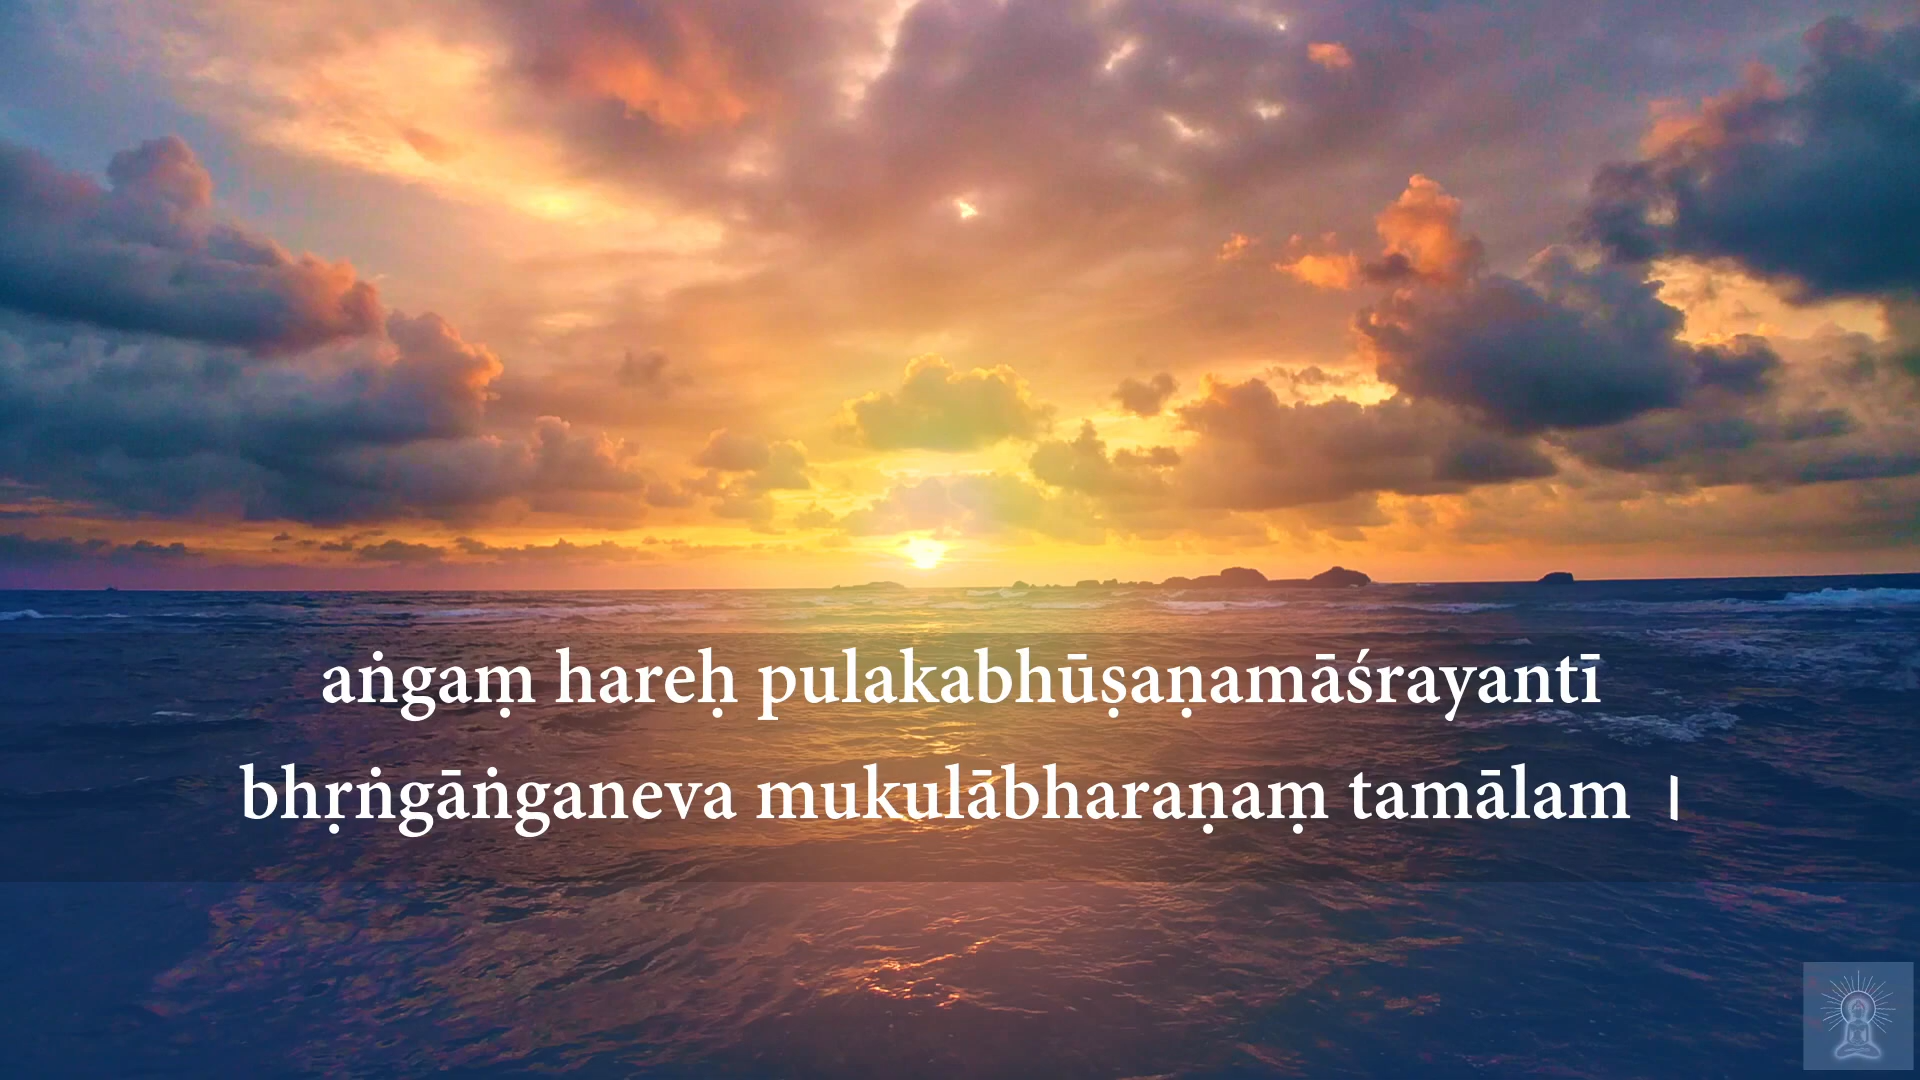 aṅgaṃ hareḥ pulakabhūṣaṇamāśrayantī
bhṛṅgāṅganeva mukulābharaṇaṃ tamālam ।